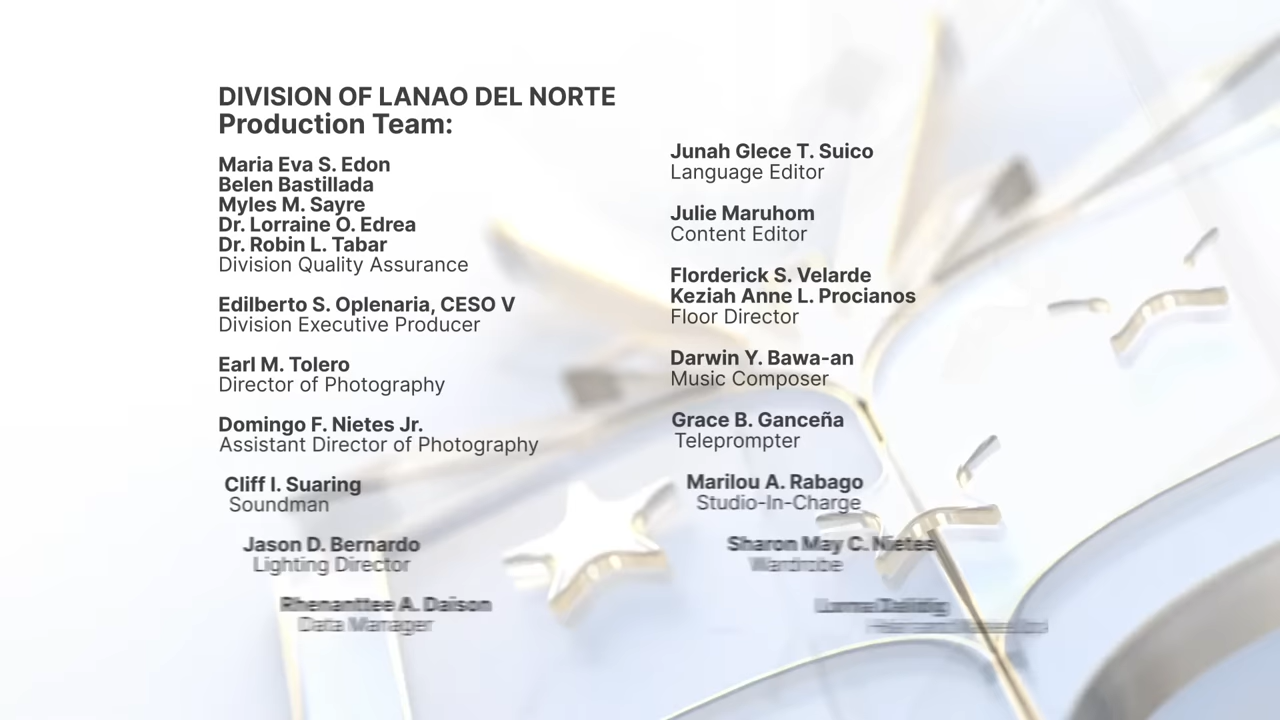 DIVISION OF LANAO DEL NORTE
Production Team:
Maria Eva S. Edon
Belen Bastillada
Myles M. Sayre
Dr. Lorraine O. Edrea
Dr. Robin L. Tabar
Division Quality Assurance
Edilberto S. Oplenaria, CESO V
Division Executive Producer
Earl M. Tolero
Director of Photography
Domingo F. Nietes Jr.
Assistant Director of Photography
Cliff I. Suaring
Soundman
Jason D. Bernardo
Lighting Director
Rhenanttee A. Daison
Data Manager
Junah Glece T. Suico
Language Editor
Julie Maruhom
Content Editor
Florderick S. Velarde
Keziah Anne L. Procianos
Floor Director
Darwin Y. Bawa-an
Music Composer
Grace B. Ganceña
Teleprompter
Marilou A. Rabago
Studio-In-Charge
Sharon May C. Nietes
Wardrobe